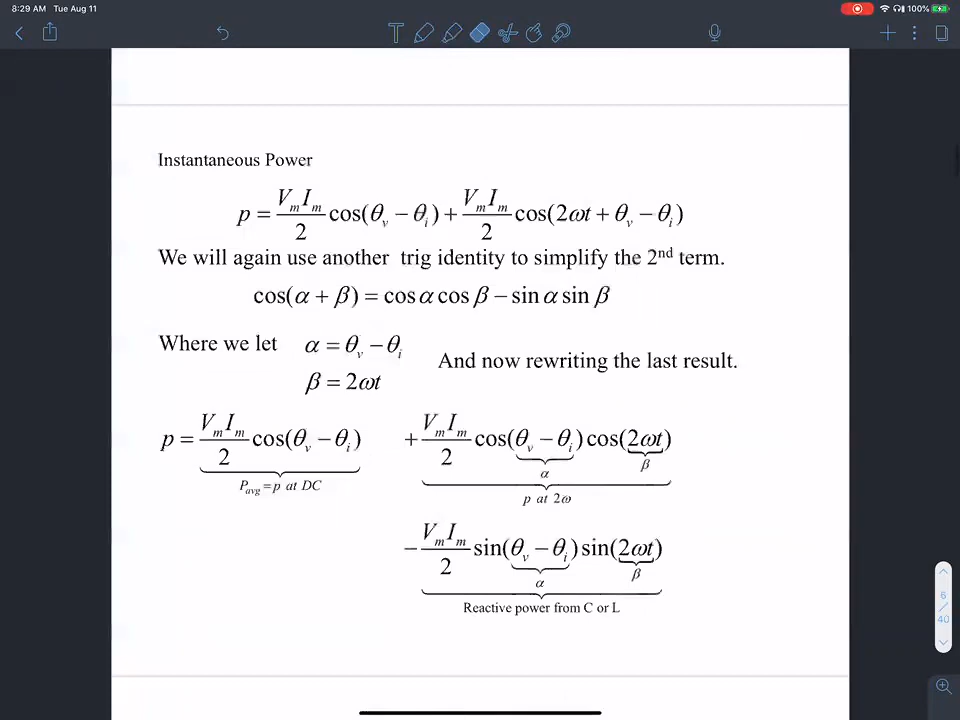 8:29 AM Tue Aug 11
100%
Instantaneous Power
p = V_m I_m / 2 cos(θ_v − θ_i) + V_m I_m / 2 cos(2ωt + θ_v − θ_i)
We will again use another trig identity to simplify the 2nd term.
cos(α + β) = cos α cos β − sin α sin β
Where we let α = θ_v − θ_i
β = 2ωt
And now rewriting the last result.
p = V_m I_m / 2 cos(θ_v − θ_i) + V_m I_m / 2 cos(θ_v − θ_i) cos(2ωt)
α β
P_avg = p at DC
p at 2ω
− V_m I_m / 2 sin(θ_v − θ_i) sin(2ωt)
α β
Reactive power from C or L
6
/
40